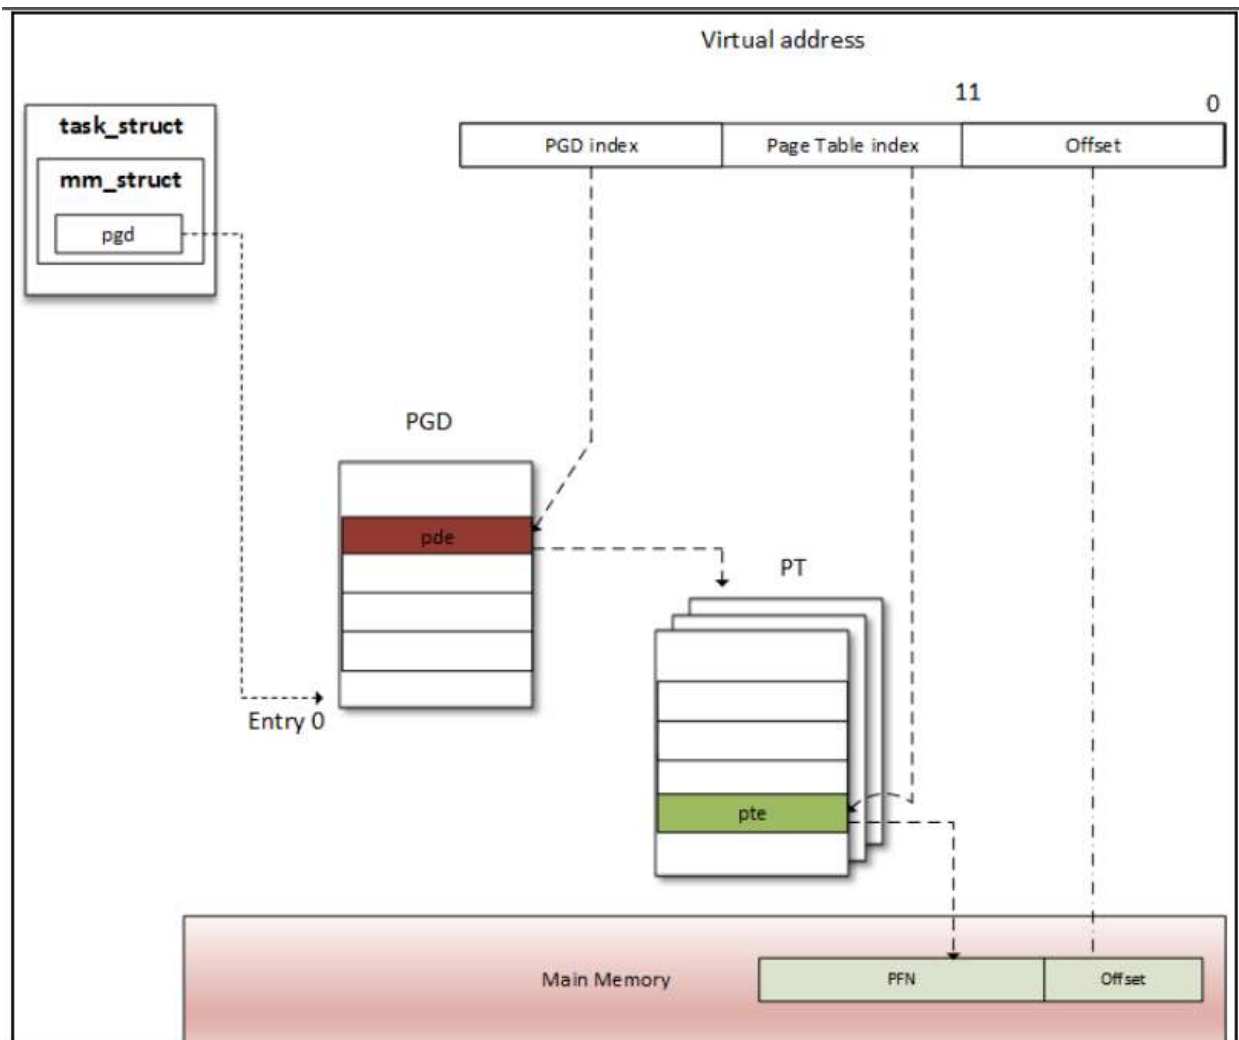 Virtual address
11
0
task_struct
mm_struct
pgd
PGD index
Page Table index
Offset
PGD
pde
PT
Entry 0
pte
Main Memory
PFN
Offset